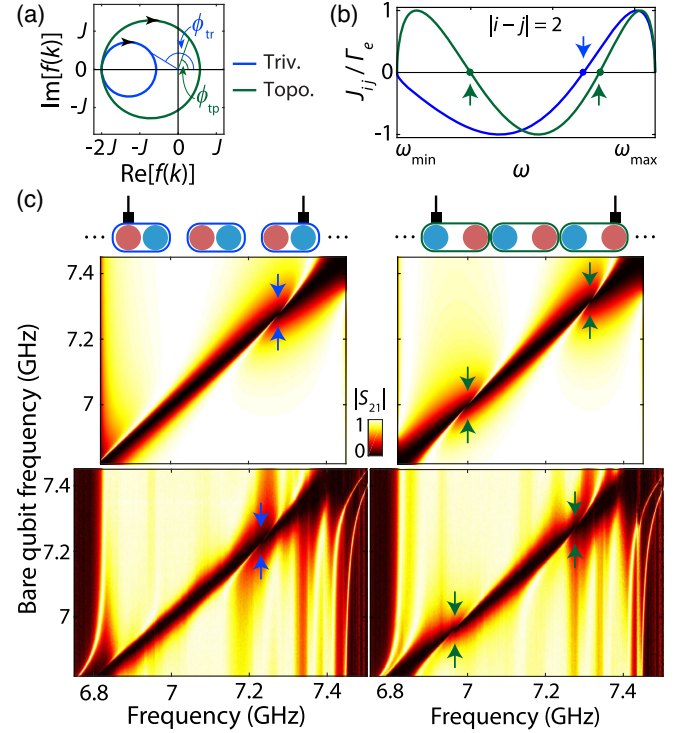 (a)
Im[f(k)]
J
0
-J
-2J -J 0 J
Re[f(k)]
ϕtr
ϕtp
Triv.
Topo.
(b)
|i − j| = 2
Jij / Γe
1
0
-1
ωmin ω ωmax
(c)
··· ··· ··· ···
Bare qubit frequency (GHz)
7.4
7.2
7
|S21|
1
0
7.4
7.2
7
6.8 7 7.2 7.4 7 7.2 7.4
Frequency (GHz) Frequency (GHz)